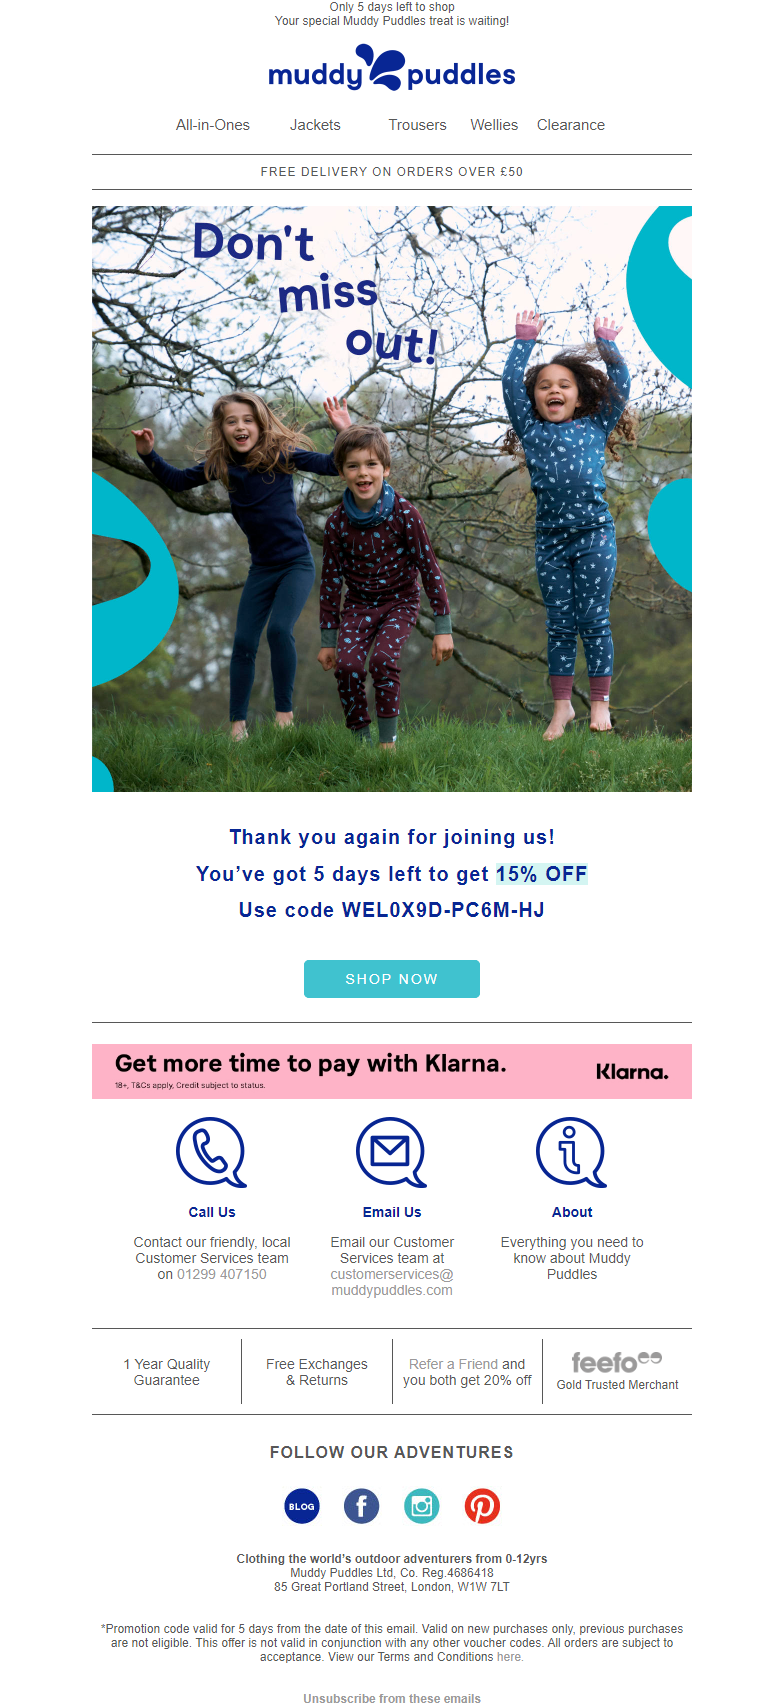 Only 5 days left to shop
Your special Muddy Puddles treat is waiting!
muddy puddles
All-in-Ones Jackets Trousers Wellies Clearance
FREE DELIVERY ON ORDERS OVER £50
Don't
miss
out!
Thank you again for joining us!
You’ve got 5 days left to get 15% OFF
Use code WEL0X9D-PC6M-HJ
SHOP NOW
Get more time to pay with Klarna.
18+, T&Cs apply, Credit subject to status.
Klarna.
Call Us
Contact our friendly, local
Customer Services team
on 01299 407150
Email Us
Email our Customer
Services team at
customerservices@
muddypuddles.com
About
Everything you need to
know about Muddy
Puddles
1 Year Quality
Guarantee
Free Exchanges
& Returns
Refer a Friend and
you both get 20% off
feefo
Gold Trusted Merchant
FOLLOW OUR ADVENTURES
BLOG
Clothing the world’s outdoor adventurers from 0-12yrs
Muddy Puddles Ltd, Co. Reg.4686418
85 Great Portland Street, London, W1W 7LT
*Promotion code valid for 5 days from the date of this email. Valid on new purchases only, previous purchases
are not eligible. This offer is not valid in conjunction with any other voucher codes. All orders are subject to
acceptance. View our Terms and Conditions here.
Unsubscribe from these emails